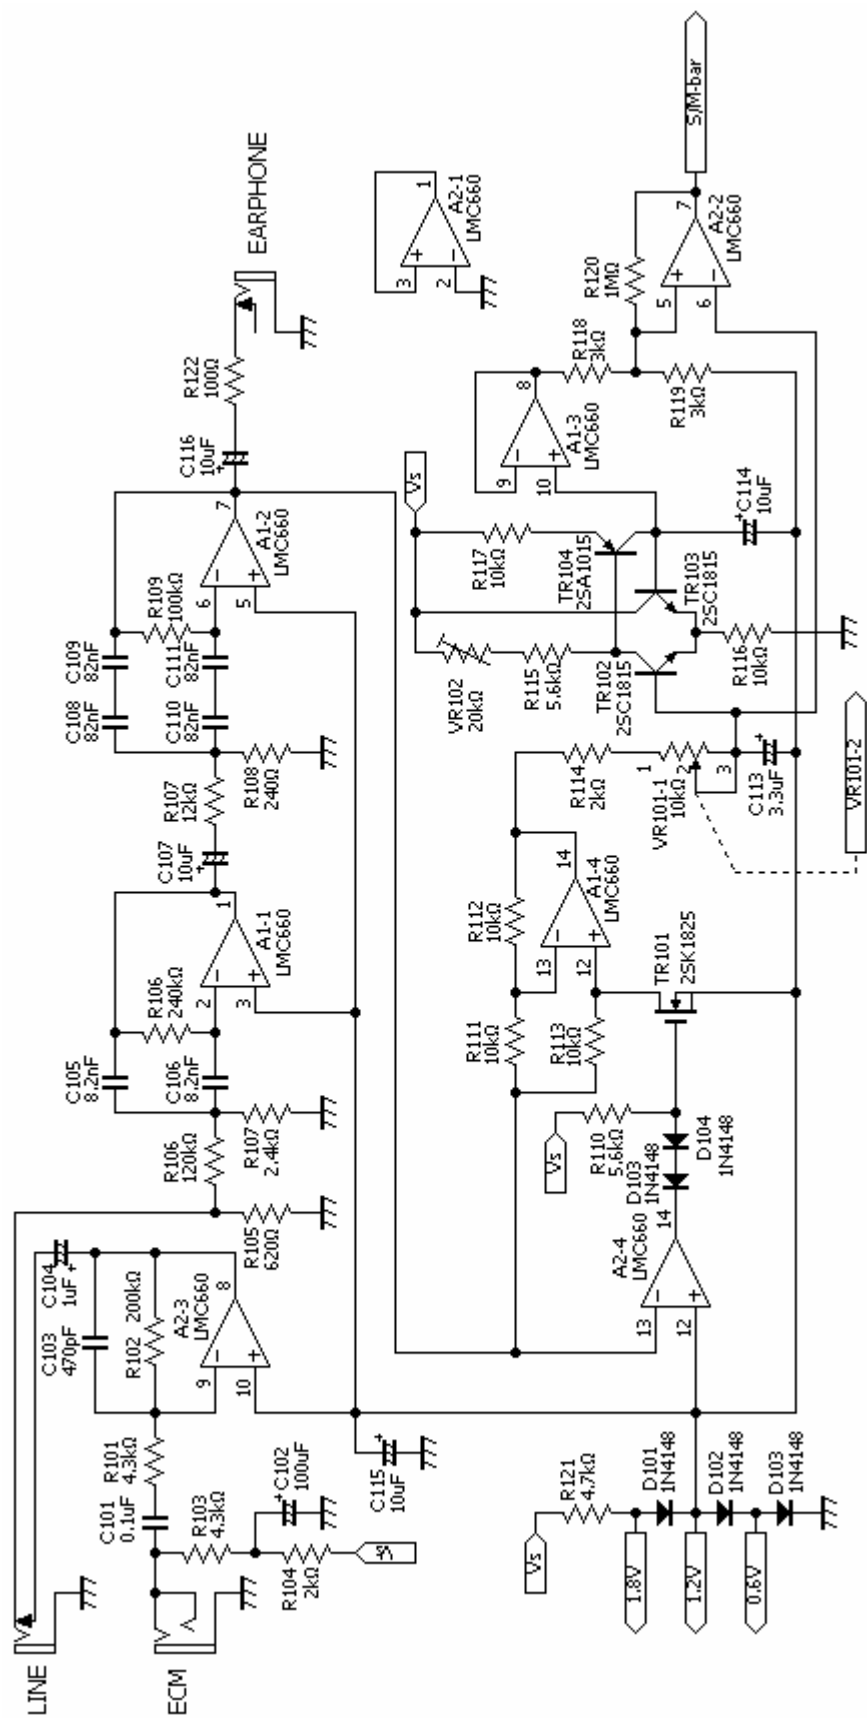 LINE
ECM
C101
0.1uF
R101
4.3kΩ
R103
4.3kΩ
R104
2kΩ
C102
100uF
C103
470pF
R102
200kΩ
C104
1uF
+
A2-3
LMC660
9
10
8
−
+
C115
10uF
+
R105
620Ω
R106
120kΩ
R107
2.4kΩ
C105
8.2nF
C106
8.2nF
R106
240kΩ
2
3
1
−
+
A1-1
LMC660
C107
10uF
+
R107
12kΩ
R108
240Ω
C108
82nF
C109
82nF
C110
82nF
C111
82nF
R109
100kΩ
6
5
7
−
+
A1-2
LMC660
C116
10uF
+
R122
100Ω
EARPHONE
3
2
1
+
−
A2-1
LMC660
Vs
R121
4.7kΩ
D101
1N4148
D102
1N4148
D103
1N4148
1.8V
1.2V
0.6V
13
12
14
−
+
A2-4
LMC660
D103
1N4148
D104
1N4148
Vs
R110
5.6kΩ
R111
10kΩ
R113
10kΩ
R112
10kΩ
13
12
14
−
+
A1-4
LMC660
TR101
2SK1825
R114
2kΩ
VR101-1
10kΩ
1
2
3
C113
3.3uF
+
VR101-2
VR102
20kΩ
R115
5.6kΩ
TR102
2SC1815
R116
10kΩ
TR103
2SC1815
TR104
2SA1015
R117
10kΩ
Vs
C114
10uF
+
9
10
8
−
+
A1-3
LMC660
R118
3kΩ
R119
3kΩ
R120
1MΩ
5
6
7
+
−
A2-2
LMC660
S/M-bar